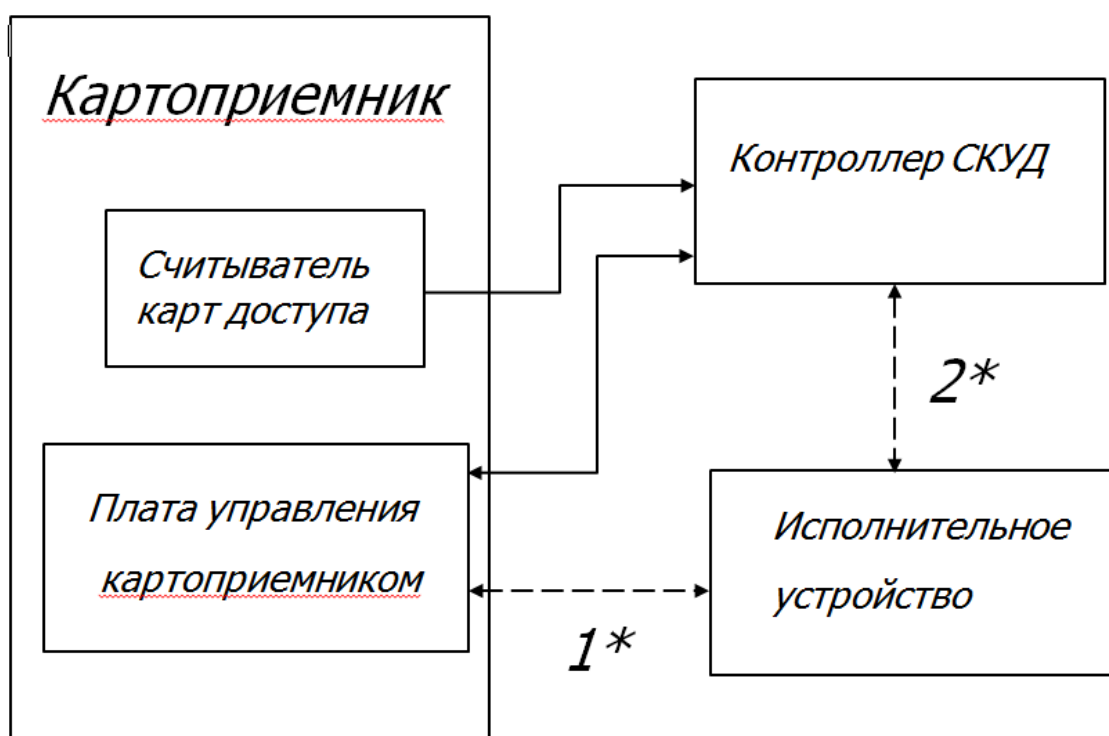 Картоприемник
Контроллер СКУД
Считыватель
карт доступа
2*
Плата управления
картоприемником
Исполнительное
устройство
1*